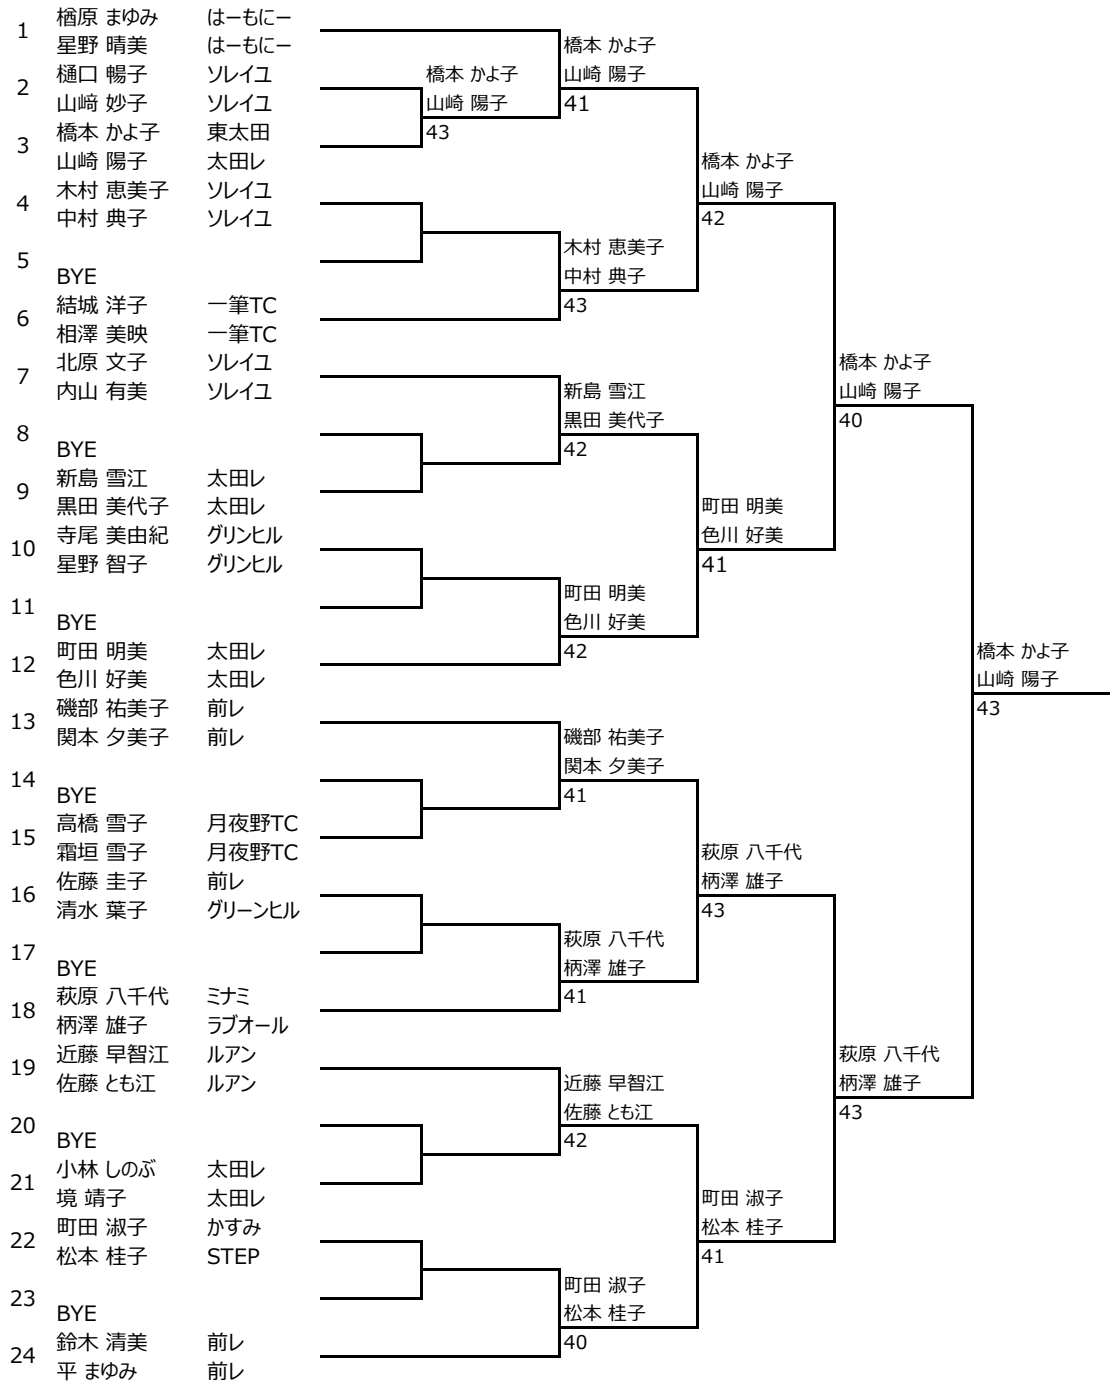 1
楢原 まゆみ はーもにー
星野 晴美 はーもにー
2
樋口 暢子 ソレイユ
山﨑 妙子 ソレイユ
3
橋本 かよ子 東太田
山崎 陽子 太田レ
4
木村 恵美子 ソレイユ
中村 典子 ソレイユ
5
BYE
6
結城 洋子 一筆TC
相澤 美映 一筆TC
7
北原 文子 ソレイユ
内山 有美 ソレイユ
8
BYE
9
新島 雪江 太田レ
黒田 美代子 太田レ
10
寺尾 美由紀 グリンヒル
星野 智子 グリンヒル
11
BYE
12
町田 明美 太田レ
色川 好美 太田レ
13
磯部 祐美子 前レ
関本 夕美子 前レ
14
BYE
15
高橋 雪子 月夜野TC
霜垣 雪子 月夜野TC
16
佐藤 圭子 前レ
清水 葉子 グリーンヒル
17
BYE
18
萩原 八千代 ミナミ
柄澤 雄子 ラブオール
19
近藤 早智江 ルアン
佐藤 とも江 ルアン
20
BYE
21
小林 しのぶ 太田レ
境 靖子 太田レ
22
町田 淑子 かすみ
松本 桂子 STEP
23
BYE
24
鈴木 清美 前レ
平 まゆみ 前レ
橋本 かよ子
山崎 陽子
43
橋本 かよ子
山崎 陽子
41
木村 恵美子
中村 典子
43
新島 雪江
黒田 美代子
42
町田 明美
色川 好美
42
磯部 祐美子
関本 夕美子
41
萩原 八千代
柄澤 雄子
41
近藤 早智江
佐藤 とも江
42
町田 淑子
松本 桂子
40
橋本 かよ子
山崎 陽子
42
町田 明美
色川 好美
41
萩原 八千代
柄澤 雄子
43
町田 淑子
松本 桂子
41
橋本 かよ子
山崎 陽子
40
萩原 八千代
柄澤 雄子
43
橋本 かよ子
山崎 陽子
43